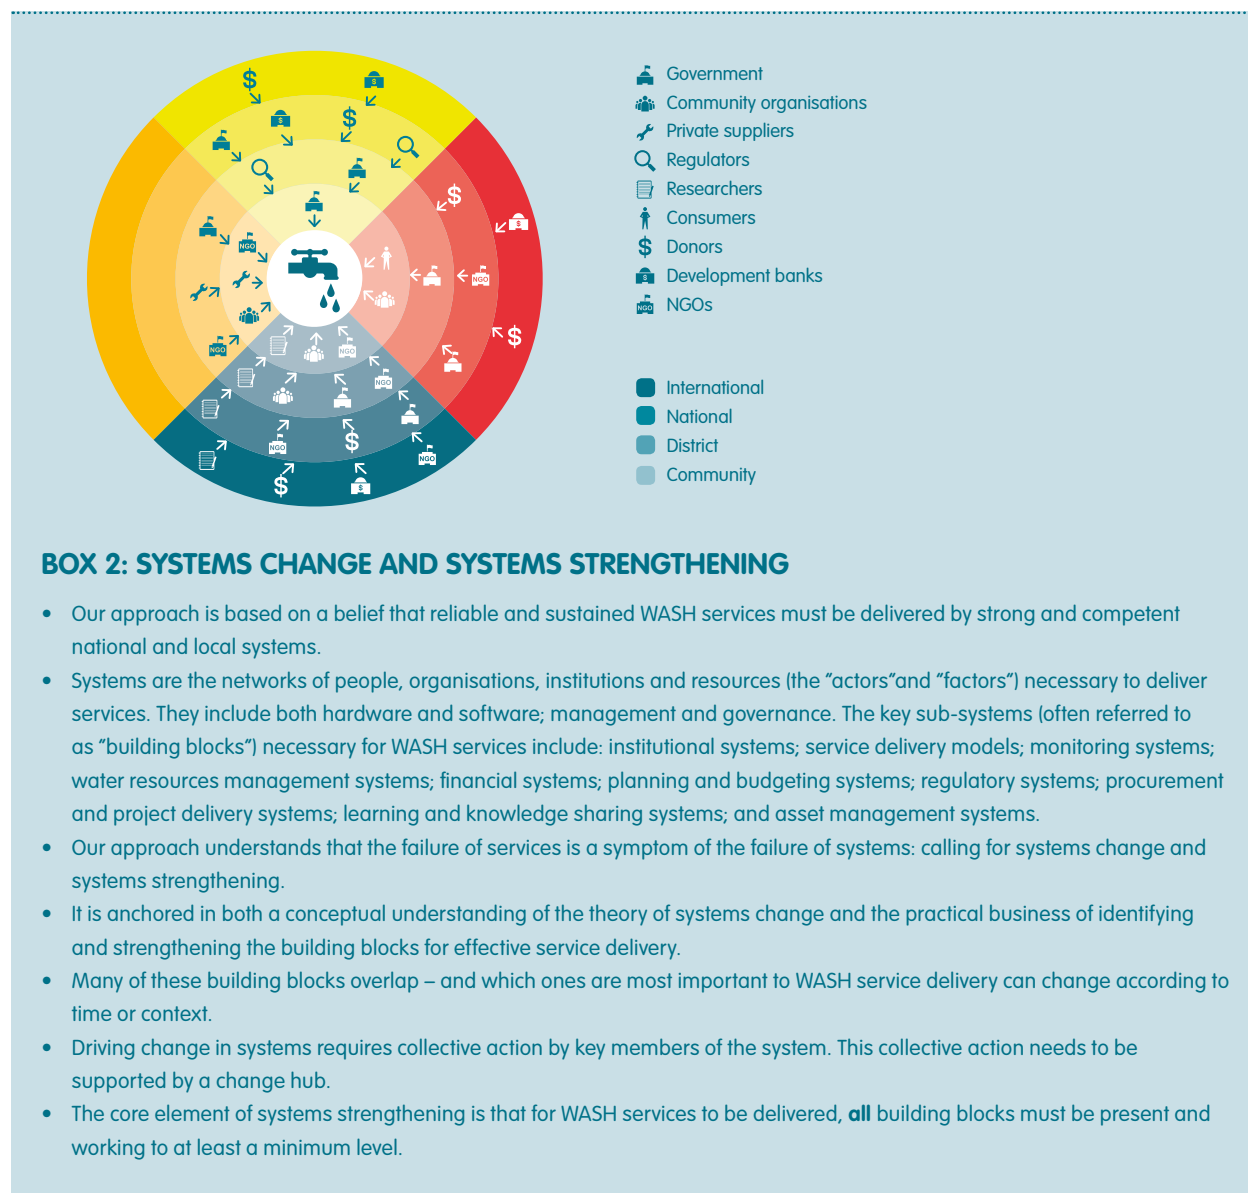 Government
Community organisations
Private suppliers
Regulators
Researchers
Consumers
$ Donors
$ Development banks
NGO NGOs
International
National
District
Community
$
$
$
$
$
$
NGO
NGO
NGO
$
NGO
NGO
NGO
NGO
$
NGO
$
$
BOX 2: SYSTEMS CHANGE AND SYSTEMS STRENGTHENING
• Our approach is based on a belief that reliable and sustained WASH services must be delivered by strong and competent
national and local systems.
• Systems are the networks of people, organisations, institutions and resources (the “actors“and “factors”) necessary to deliver
services. They include both hardware and software; management and governance. The key sub-systems (often referred to
as “building blocks”) necessary for WASH services include: institutional systems; service delivery models; monitoring systems;
water resources management systems; financial systems; planning and budgeting systems; regulatory systems; procurement
and project delivery systems; learning and knowledge sharing systems; and asset management systems.
• Our approach understands that the failure of services is a symptom of the failure of systems: calling for systems change and
systems strengthening.
• It is anchored in both a conceptual understanding of the theory of systems change and the practical business of identifying
and strengthening the building blocks for effective service delivery.
• Many of these building blocks overlap – and which ones are most important to WASH service delivery can change according to
time or context.
• Driving change in systems requires collective action by key members of the system. This collective action needs to be
supported by a change hub.
• The core element of systems strengthening is that for WASH services to be delivered, all building blocks must be present and
working to at least a minimum level.